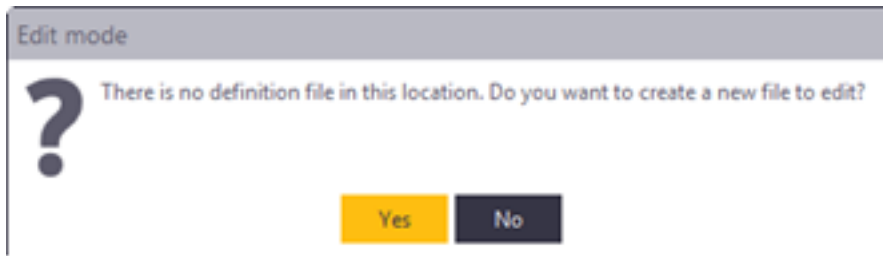 Edit mode
There is no definition file in this location. Do you want to create a new file to edit?
Yes No